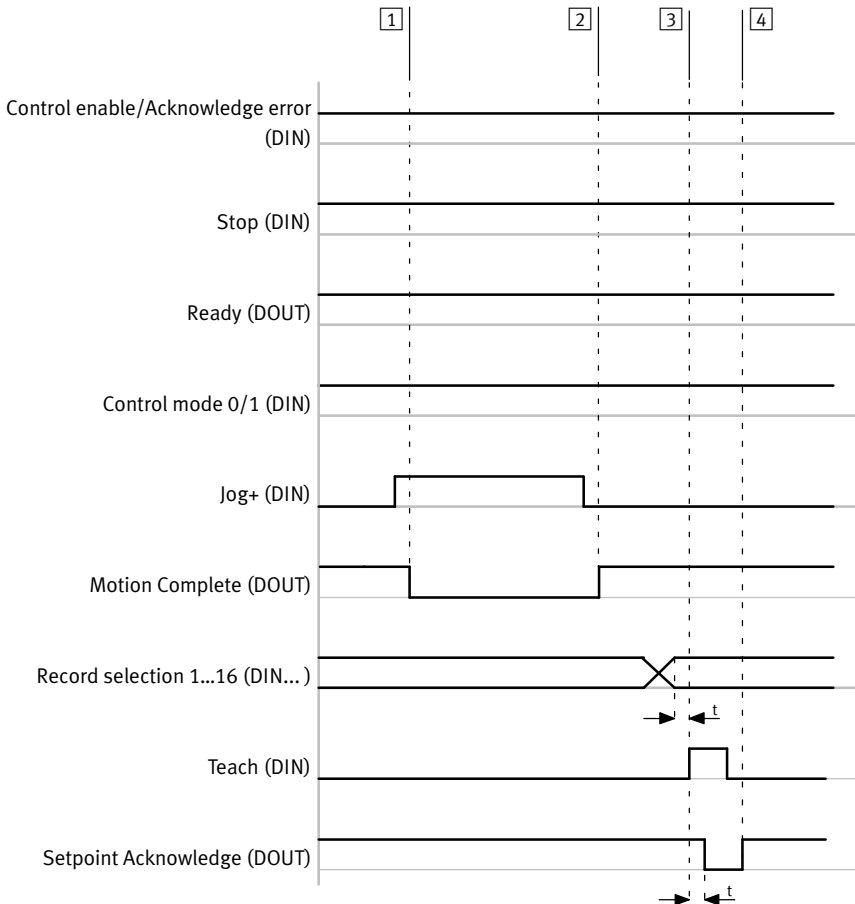 1 2 3 4
Control enable/Acknowledge error
(DIN)
Stop (DIN)
Ready (DOUT)
Control mode 0/1 (DIN)
Jog+ (DIN)
Motion Complete (DOUT)
Record selection 1...16 (DIN... )
t
Teach (DIN)
Setpoint Acknowledge (DOUT)
t